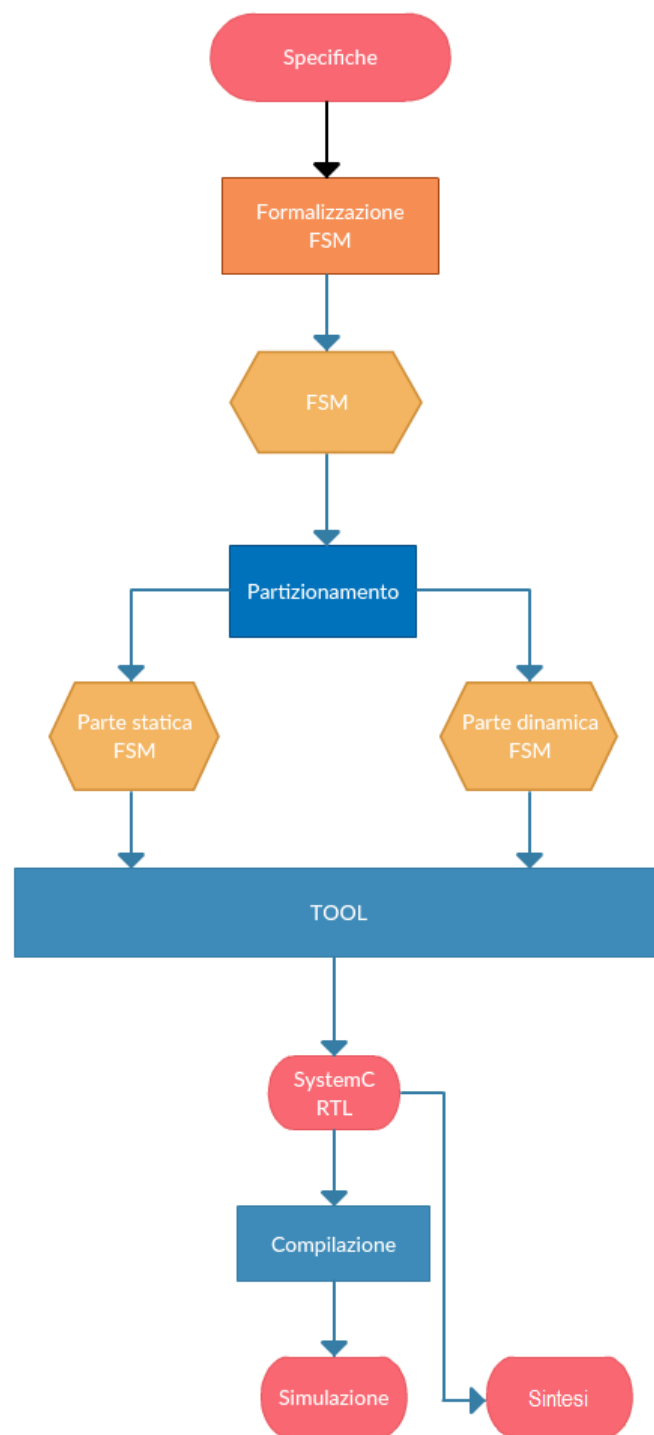 Specifiche
Formalizzazione
FSM
FSM
Partizionamento
Parte statica
FSM
Parte dinamica
FSM
TOOL
SystemC
RTL
Compilazione
Simulazione
Sintesi